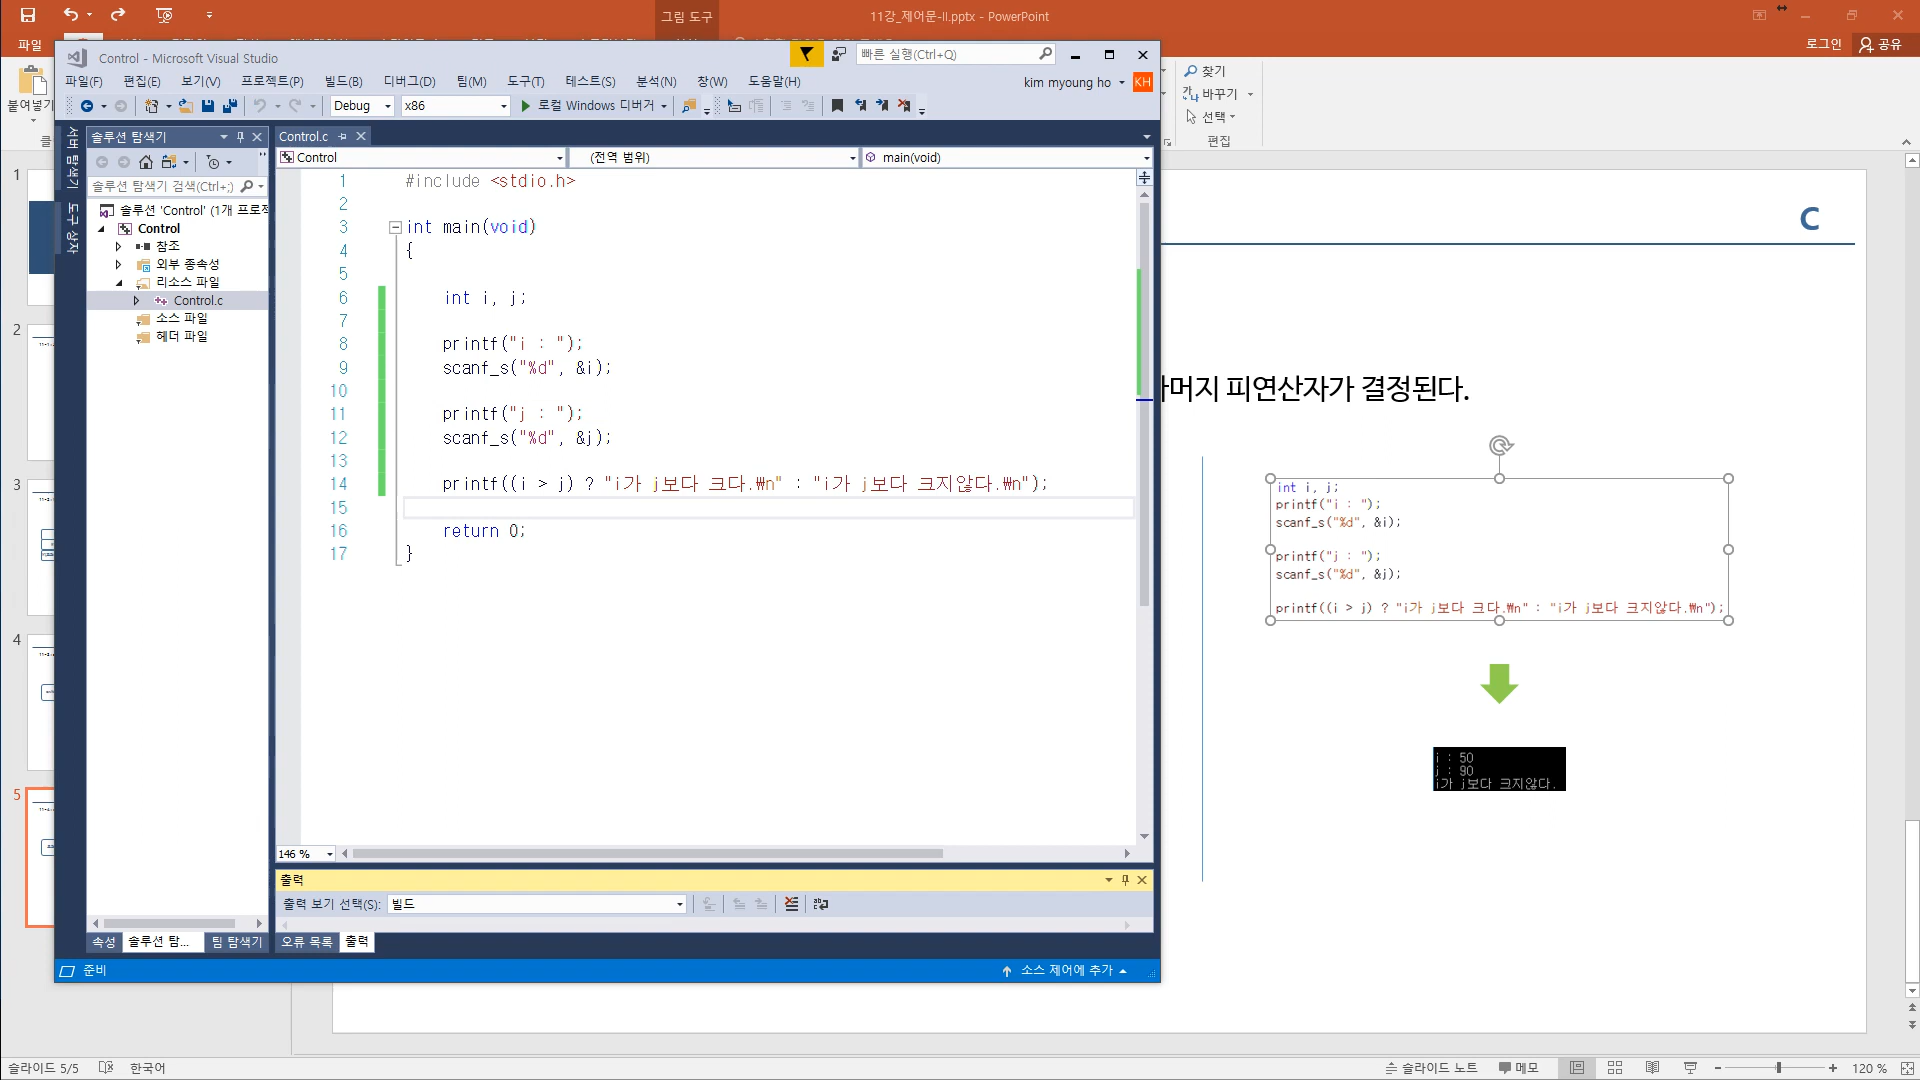 그림 도구
11강_제어문-II.pptx - PowerPoint
파일
로그인
공유
붙여넣기
찾기
바꾸기
선택
편집
Control - Microsoft Visual Studio
빠른 실행(Ctrl+Q)
파일(F) 편집(E) 보기(V) 프로젝트(P) 빌드(B) 디버그(D) 팀(M) 도구(T) 테스트(S) 분석(N) 창(W) 도움말(H)
kim myoung ho
KH
Debug x86 로컬 Windows 디버거
서버 탐색기
도구 상자
솔루션 탐색기
솔루션 탐색기 검색(Ctrl+;)
솔루션 'Control' (1개 프로젝
Control
참조
외부 종속성
리소스 파일
Control.c
소스 파일
헤더 파일
속성 솔루션 탐... 팀 탐색기
Control.c
Control (전역 범위) main(void)
1 #include <stdio.h>
2
3 int main(void)
4 {
5
6 int i, j;
7
8 printf("i : ");
9 scanf_s("%d", &i);
10
11 printf("j : ");
12 scanf_s("%d", &j);
13
14 printf((i > j) ? "i가 j보다 크다.₩n" : "i가 j보다 크지않다.₩n");
15
16 return 0;
17 }
146 %
출력
출력 보기 선택(S): 빌드
오류 목록 출력
준비
소스 제어에 추가
1
2
3
4
5
C
머지 피연산자가 결정된다.
int i, j;
printf("i : ");
scanf_s("%d", &i);
printf("j : ");
scanf_s("%d", &j);
printf((i > j) ? "i가 j보다 크다.₩n" : "i가 j보다 크지않다.₩n");
i : 50
j : 90
i가 j보다 크지않다.
슬라이드 5/5 한국어
슬라이드 노트 메모 120 %